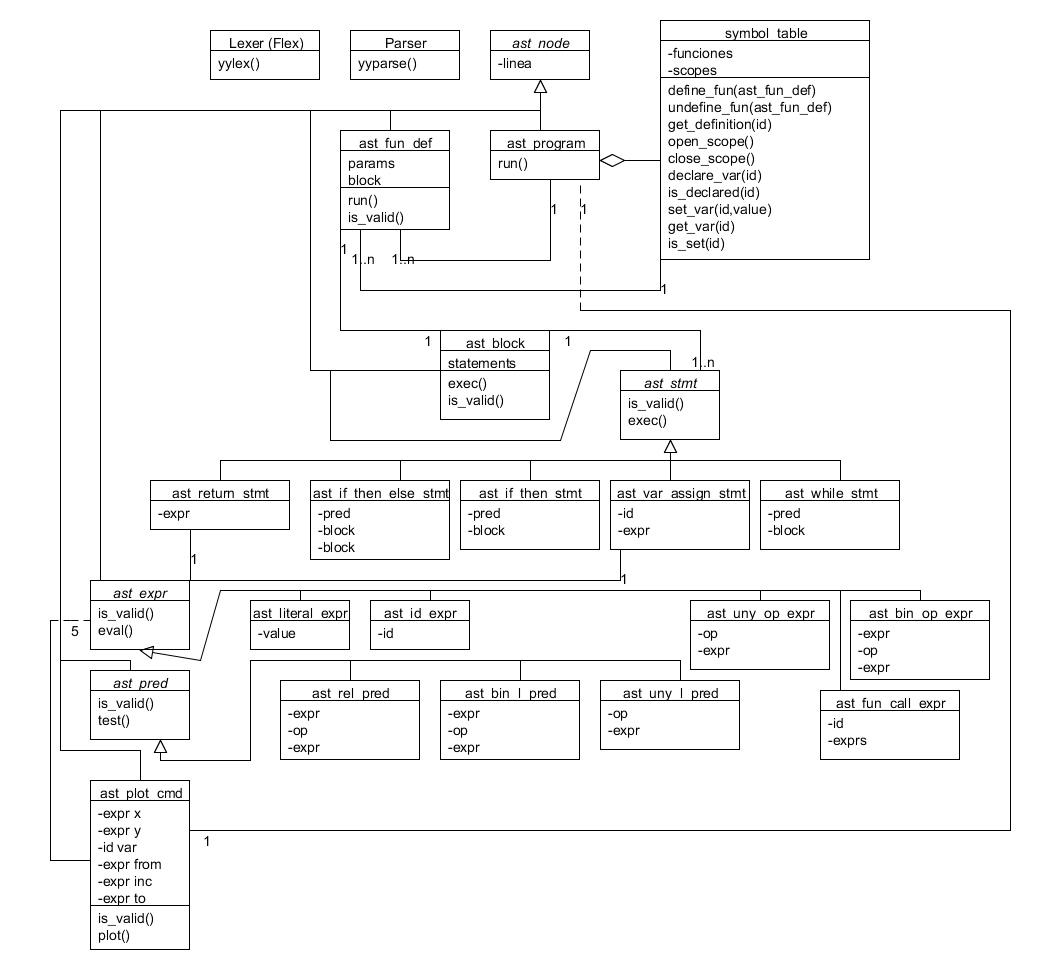 Lexer (Flex)
yylex()
Parser
yyparse()
ast_node
-linea
symbol_table
-funciones
-scopes
define_fun(ast_fun_def)
undefine_fun(ast_fun_def)
get_definition(id)
open_scope()
close_scope()
declare_var(id)
is_declared(id)
set_var(id,value)
get_var(id)
is_set(id)
ast_fun_def
params
block
run()
is_valid()
ast_program
run()
1
1
1
1..n
1..n
1
1
ast_block
statements
exec()
is_valid()
1
1..n
ast_stmt
is_valid()
exec()
ast_return_stmt
-expr
ast_if_then_else_stmt
-pred
-block
-block
ast_if_then_stmt
-pred
-block
ast_var_assign_stmt
-id
-expr
ast_while_stmt
-pred
-block
1
1
ast_expr
is_valid()
eval()
5
ast_literal_expr
-value
ast_id_expr
-id
ast_uny_op_expr
-op
-expr
ast_bin_op_expr
-expr
-op
-expr
ast_pred
is_valid()
test()
ast_rel_pred
-expr
-op
-expr
ast_bin_l_pred
-expr
-op
-expr
ast_uny_l_pred
-op
-expr
ast_fun_call_expr
-id
-exprs
ast_plot_cmd
-expr x
-expr y
-id var
-expr from
-expr inc
-expr to
is_valid()
plot()
1